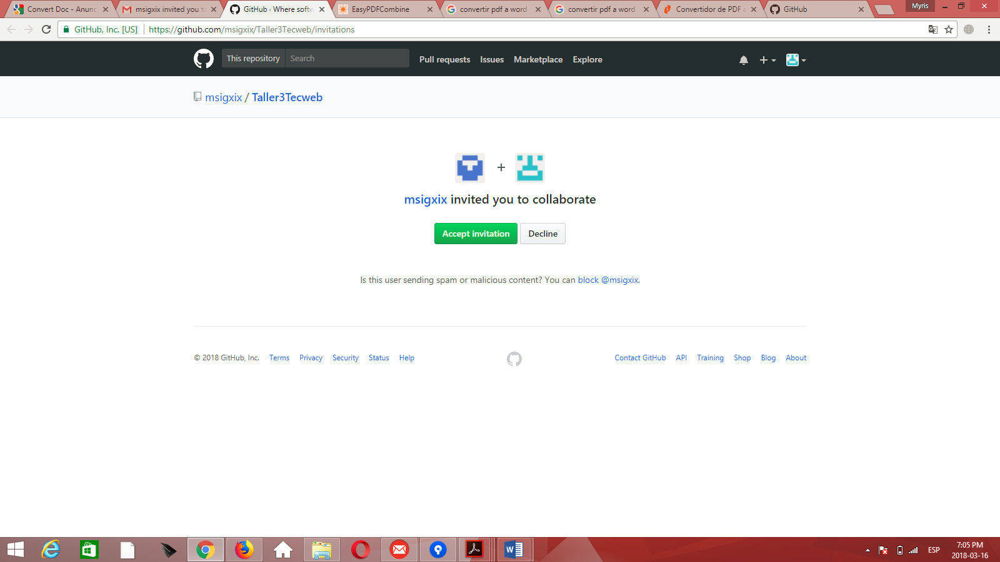 Convert Doc - Anunc
msigxix invited you t
GitHub · Where softw
EasyPDFCombine
convertir pdf a word
convertir pdf a word
Convertidor de PDF a
GitHub
Myris
GitHub, Inc. [US]
https://github.com/msigxix/Taller3Tecweb/invitations
This repository
Search
Pull requests
Issues
Marketplace
Explore
msigxix / Taller3Tecweb
+
msigxix invited you to collaborate
Accept invitation
Decline
Is this user sending spam or malicious content? You can block @msigxix.
© 2018 GitHub, Inc.
Terms
Privacy
Security
Status
Help
Contact GitHub
API
Training
Shop
Blog
About
ESP
7:05 PM
2018-03-16